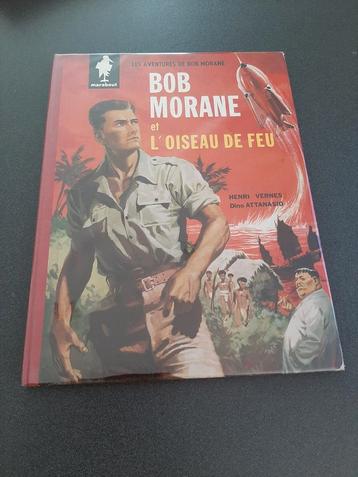 marabout
LES AVENTURES DE BOB MORANE
BOB
MORANE
et
L'OISEAU DE FEU
HENRI VERNES
Dino ATTANASIO